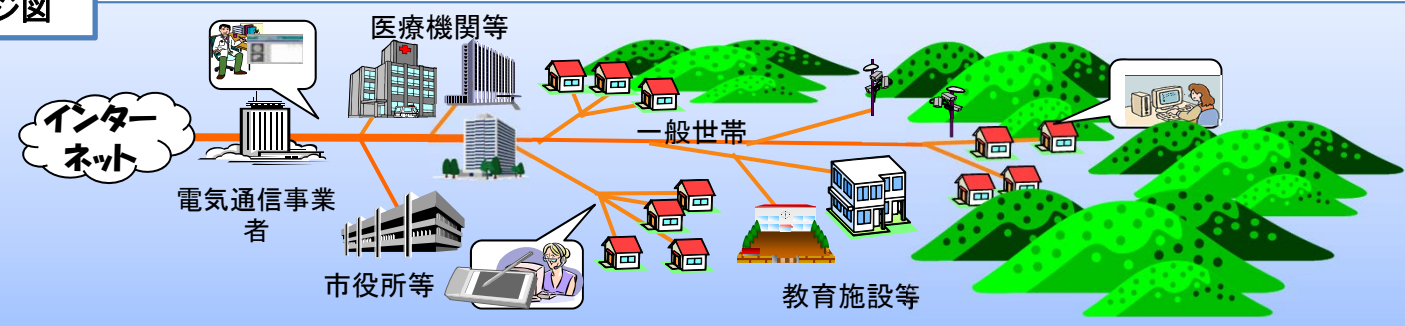 ジ図
医療機関等
インター
ネット
一般世帯
電気通信事業
者
市役所等
教育施設等